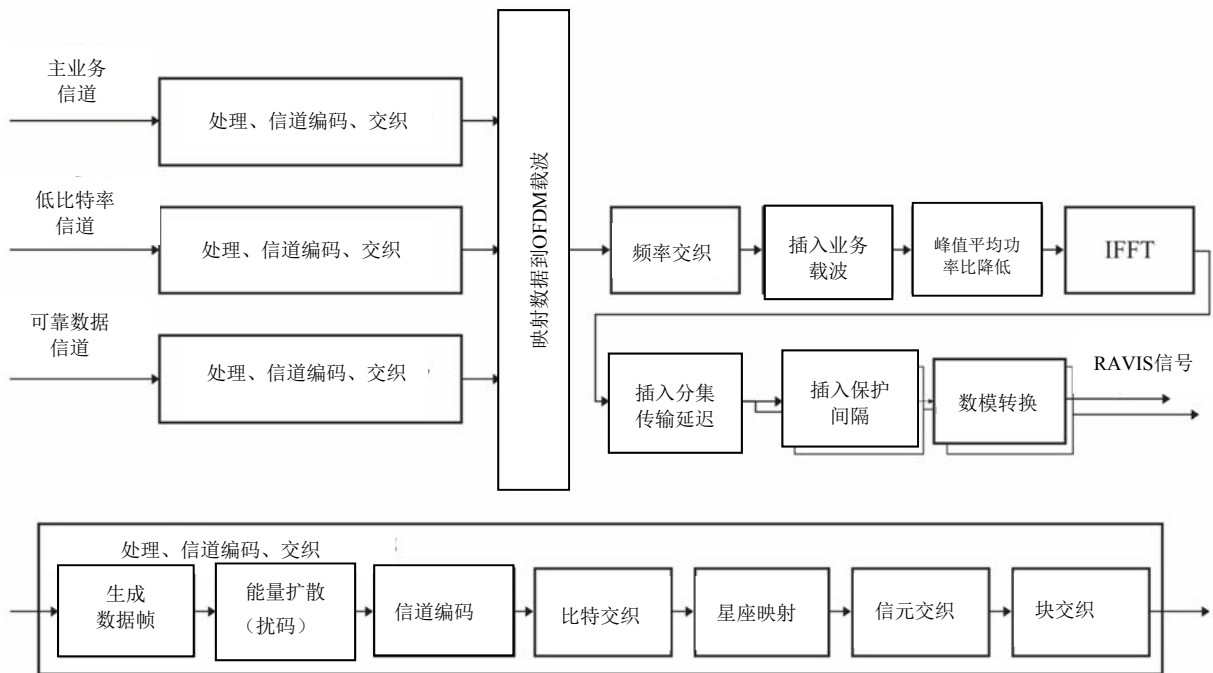 主业务
信道
处理、信道编码、交织
低比特率
信道
处理、信道编码、交织
可靠数据
信道
处理、信道编码、交织
映射数据到OFDM载波
频率交织
插入业务
载波
峰值平均功
率比降低
IFFT
插入分集
传输延迟
插入保护
间隔
数模转换
RAVIS信号
处理、信道编码、交织
生成
数据帧
能量扩散
（扰码）
信道编码
比特交织
星座映射
信元交织
块交织